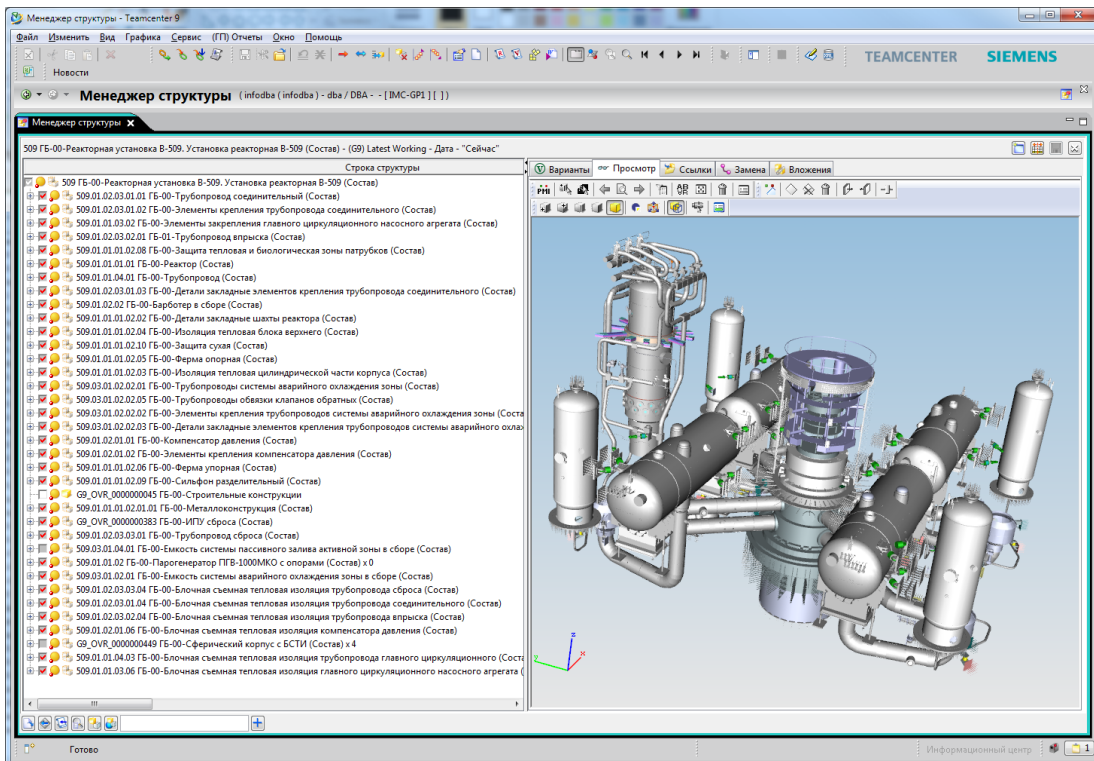 Менеджер структуры - Teamcenter 9
Файл Изменить Вид Графика Сервис (ГП) Отчеты Окно Помощь
TEAMCENTER SIEMENS
Новости
Менеджер структуры ( infodba ( infodba ) - dba / DBA - - [ IMC-GP1 ] [ ] )
Менеджер структуры X
509 ГБ-00-Реакторная установка В-509. Установка реакторная В-509 (Состав) - (G9) Latest Working - Дата - "Сейчас"
Строка структуры
Варианты Просмотр Ссылки Замена Вложения
PMI
509 ГБ-00-Реакторная установка В-509. Установка реакторная В-509 (Состав)
509.01.02.03.01.01 ГБ-00-Трубопровод соединительный (Состав)
509.01.02.03.01.02 ГБ-00-Элементы крепления трубопровода соединительного (Состав)
509.01.01.03.02 ГБ-00-Элементы закрепления главного циркуляционного насосного агрегата (Состав)
509.01.02.03.02.01 ГБ-01-Трубопровод впрыска (Состав)
509.01.01.01.02.08 ГБ-00-Защита тепловая и биологическая зоны патрубков (Состав)
509.01.01.01.01 ГБ-00-Реактор (Состав)
509.01.01.04.01 ГБ-00-Трубопровод (Состав)
509.01.02.03.01.03 ГБ-00-Детали закладные элементов крепления трубопровода соединительного (Состав)
509.01.02.02 ГБ-00-Барботер в сборе (Состав)
509.01.01.01.02.02 ГБ-00-Детали закладные шахты реактора (Состав)
509.01.01.01.02.04 ГБ-00-Изоляция тепловая блока верхнего (Состав)
509.01.01.01.02.10 ГБ-00-Защита сухая (Состав)
509.01.01.01.02.05 ГБ-00-Ферма опорная (Состав)
509.01.01.01.02.03 ГБ-00-Изоляция тепловая цилиндрической части корпуса (Состав)
509.03.01.02.02.01 ГБ-00-Трубопроводы системы аварийного охлаждения зоны (Состав)
509.03.01.02.02.05 ГБ-00-Трубопроводы обвязки клапанов обратных (Состав)
509.03.01.02.02.02 ГБ-00-Элементы крепления трубопроводов системы аварийного охлаждения зоны (Соста
509.03.01.02.02.03 ГБ-00-Детали закладные элементов крепления трубопроводов системы аварийного охлаж
509.01.02.01.01 ГБ-00-Компенсатор давления (Состав)
509.01.02.01.02 ГБ-00-Элементы крепления компенсатора давления (Состав)
509.01.01.01.02.06 ГБ-00-Ферма упорная (Состав)
509.01.01.01.02.09 ГБ-00-Сильфон разделительный (Состав)
G9_OVR_0000000045 ГБ-00-Строительные конструкции
509.01.01.01.02.01.01 ГБ-00-Металлоконструкция (Состав)
G9_OVR_0000000383 ГБ-00-ИПУ сброса (Состав)
509.01.02.03.03.01 ГБ-00-Трубопровод сброса (Состав)
509.03.01.04.01 ГБ-00-Емкость системы пассивного залива активной зоны в сборе (Состав)
509.01.01.02 ГБ-00-Парогенератор ПГВ-1000МКО с опорами (Состав) x 0
509.03.01.02.01 ГБ-00-Емкость системы аварийного охлаждения зоны в сборе (Состав)
509.01.02.03.03.04 ГБ-00-Блочная съемная тепловая изоляция трубопровода сброса (Состав)
509.01.02.03.01.04 ГБ-00-Блочная съемная тепловая изоляция трубопровода соединительного (Состав)
509.01.02.03.02.04 ГБ-00-Блочная съемная тепловая изоляция трубопровода впрыска (Состав)
509.01.02.01.06 ГБ-00-Блочная съемная тепловая изоляция компенсатора давления (Состав)
G9_OVR_0000000449 ГБ-00-Сферический корпус с БСТИ (Состав) x 4
509.01.01.04.03 ГБ-00-Блочная съемная тепловая изоляция трубопровода главного циркуляционного (Соста
509.01.01.03.06 ГБ-00-Блочная съемная тепловая изоляция главного циркуляционного насосного агрегата (
Готово
Информационный центр
1